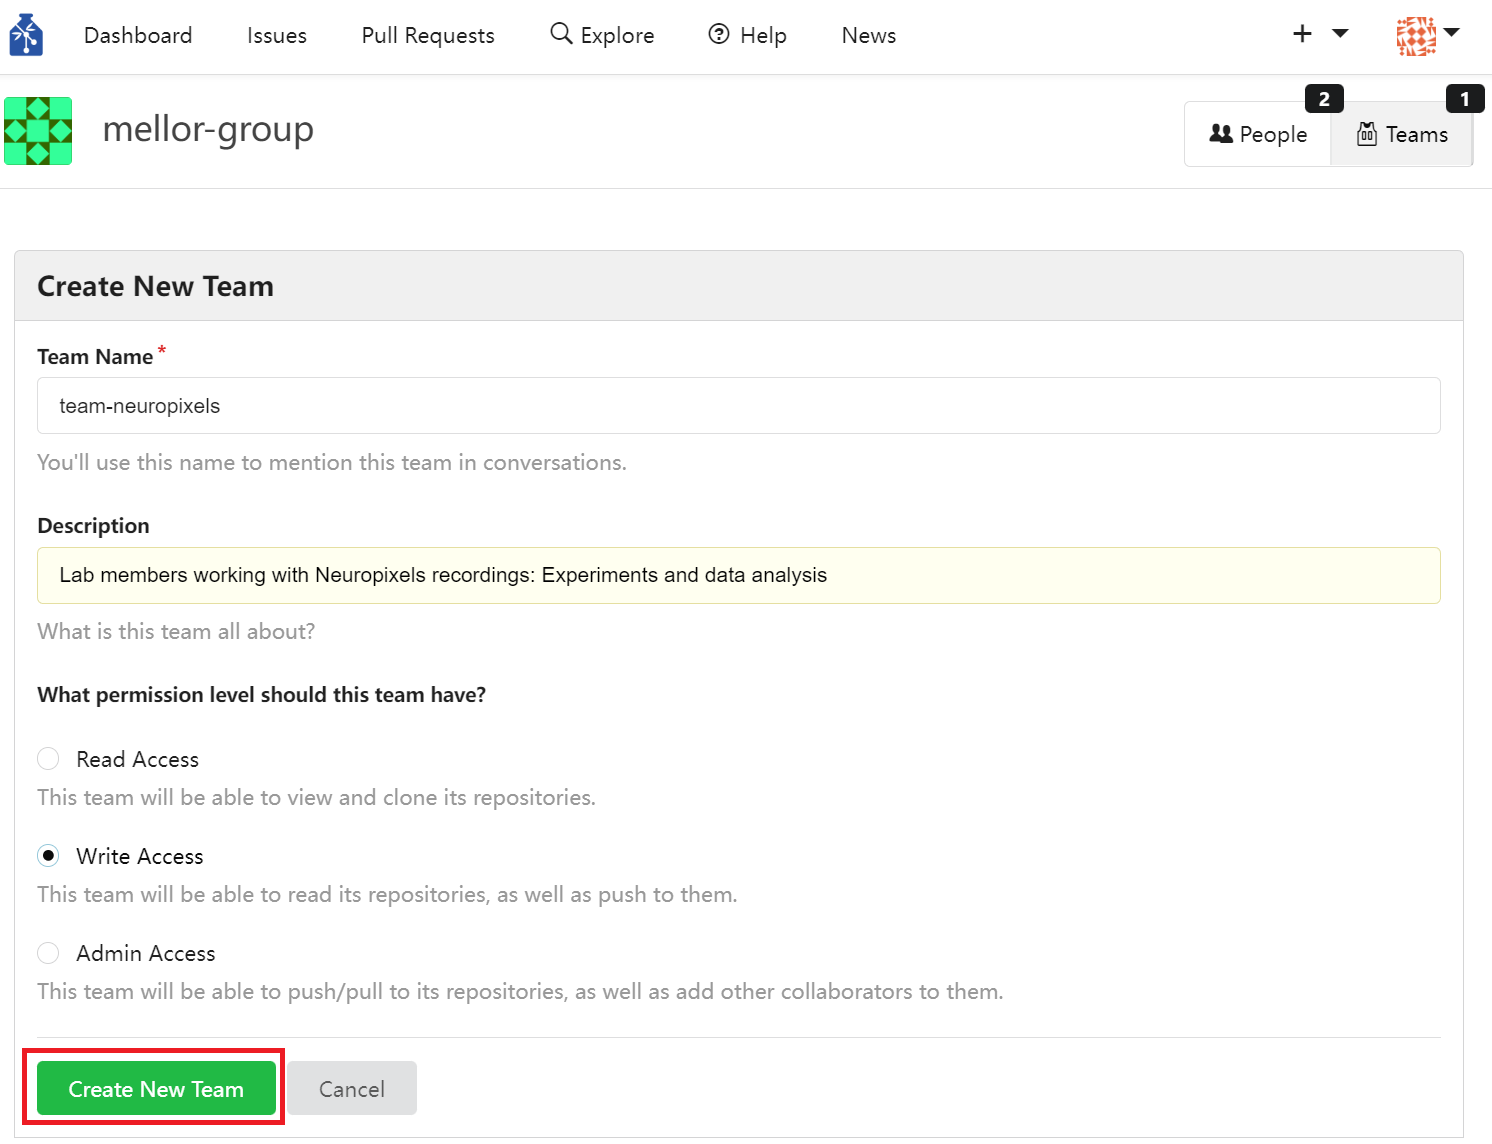 Dashboard Issues Pull Requests Explore Help News
mellor-group
2
People
1
Teams
Create New Team
Team Name *
team-neuropixels
You'll use this name to mention this team in conversations.
Description
Lab members working with Neuropixels recordings: Experiments and data analysis
What is this team all about?
What permission level should this team have?
Read Access
This team will be able to view and clone its repositories.
Write Access
This team will be able to read its repositories, as well as push to them.
Admin Access
This team will be able to push/pull to its repositories, as well as add other collaborators to them.
Create New Team Cancel